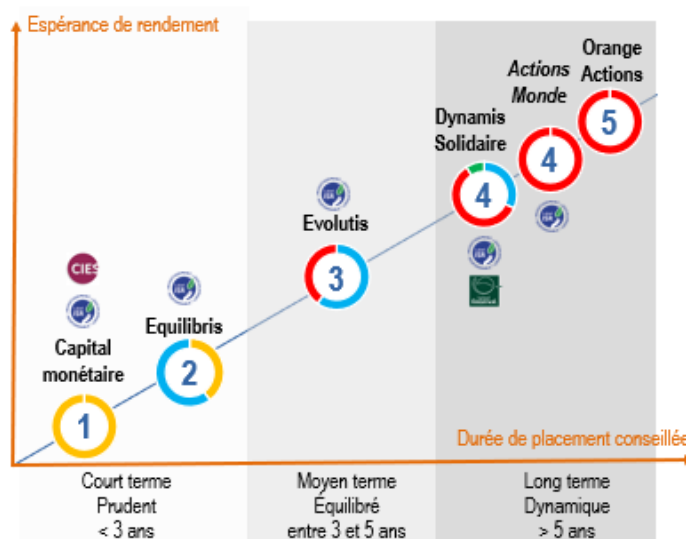 Espérance de rendement
Orange
Actions
Actions
Monde
5
Dynamis
Solidaire
4
4
Evolutis
3
CIES
Equilibris
2
Capital
monétaire
1
Durée de placement conseillée
Court terme
Prudent
< 3 ans
Moyen terme
Équilibré
entre 3 et 5 ans
Long terme
Dynamique
> 5 ans